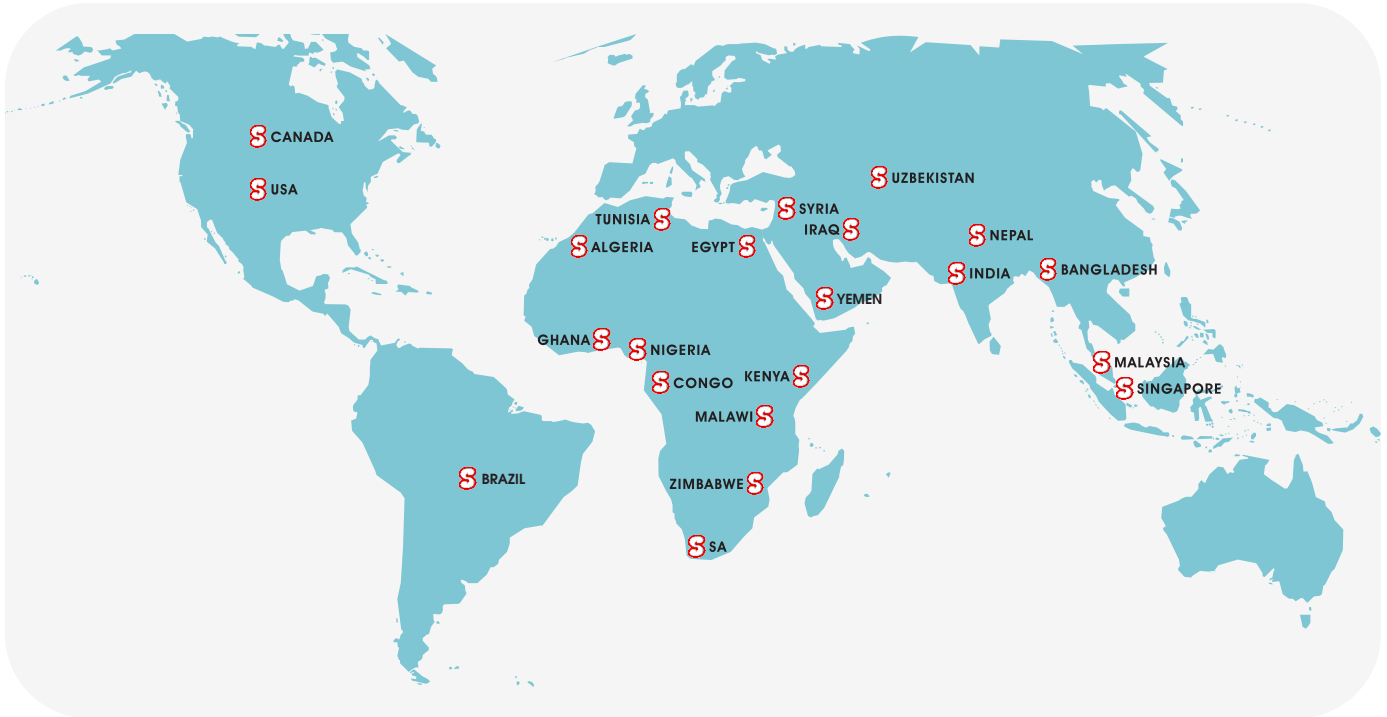 CANADA
USA
UZBEKISTAN
SYRIA
TUNISIA
IRAQ
NEPAL
ALGERIA
EGYPT
INDIA
BANGLADESH
YEMEN
GHANA
NIGERIA
MALAYSIA
CONGO
KENYA
SINGAPORE
MALAWI
BRAZIL
ZIMBABWE
SA